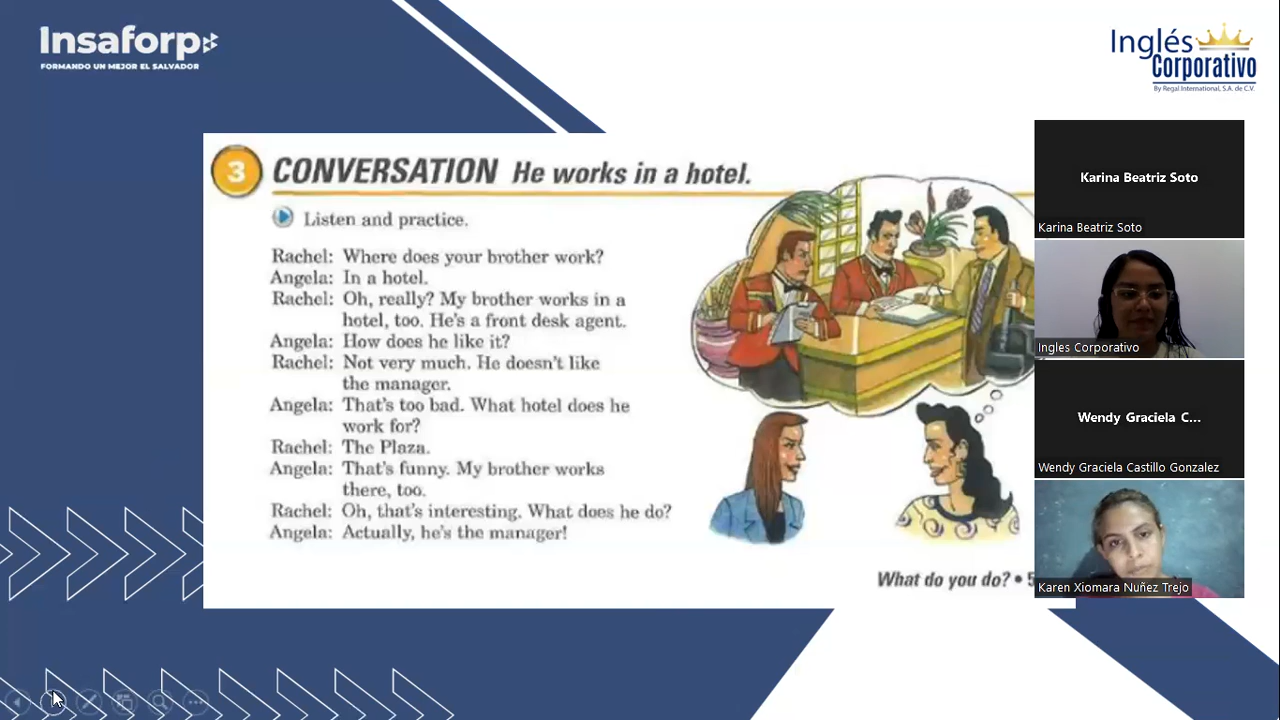 Insaforp
FORMANDO UN MEJOR EL SALVADOR
Inglés
Corporativo
By Regal International, S.A. de C.V.
3 CONVERSATION He works in a hotel.
Listen and practice.
Rachel: Where does your brother work?
Angela: In a hotel.
Rachel: Oh, really? My brother works in a
hotel, too. He's a front desk agent.
Angela: How does he like it?
Rachel: Not very much. He doesn't like
the manager.
Angela: That's too bad. What hotel does he
work for?
Rachel: The Plaza.
Angela: That's funny. My brother works
there, too.
Rachel: Oh, that's interesting. What does he do?
Angela: Actually, he's the manager!
What do you do? • 5
Karina Beatriz Soto
Karina Beatriz Soto
Ingles Corporativo
Wendy Graciela C...
Wendy Graciela Castillo Gonzalez
Karen Xiomara Nuñez Trejo